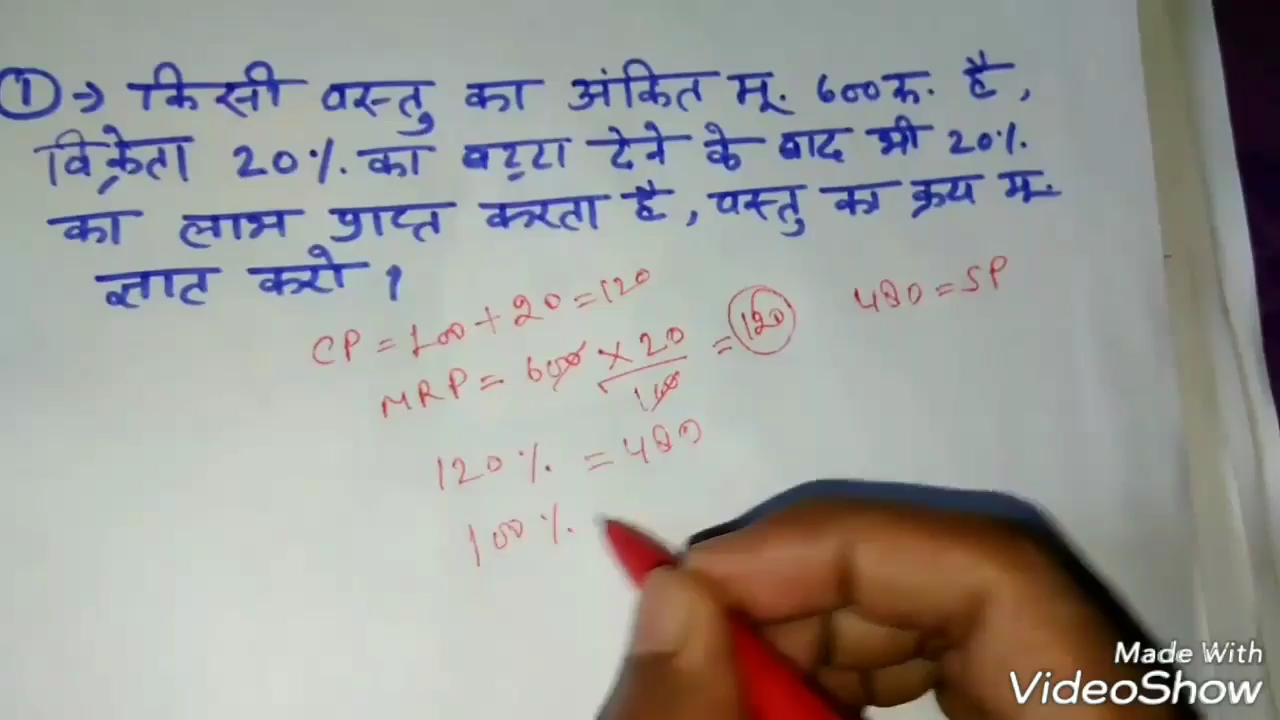 ① → किसी वस्तु का अंकित मू. 600रु. है,
विक्रेता 20%. का बट्टा देने के बाद भी 20%.
का लाभ प्राप्त करता है, वस्तु का क्रय मू.
ज्ञात करो ।
CP = 100 + 20 = 120
480 = SP
MRP = 600 × 20/100 = 120
120 % = 480
100 %
Made With
VideoShow